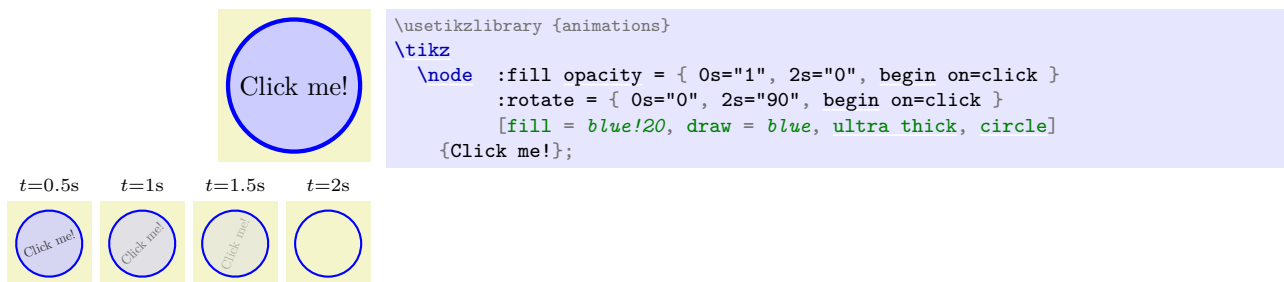 Click me!
\usetikzlibrary {animations}
\tikz
\node :fill opacity = { 0s="1", 2s="0", begin on=click }
:rotate = { 0s="0", 2s="90", begin on=click }
[fill = blue!20, draw = blue, ultra thick, circle]
{Click me!};
t=0.5s t=1s t=1.5s t=2s
Click me! Click me! Click me!